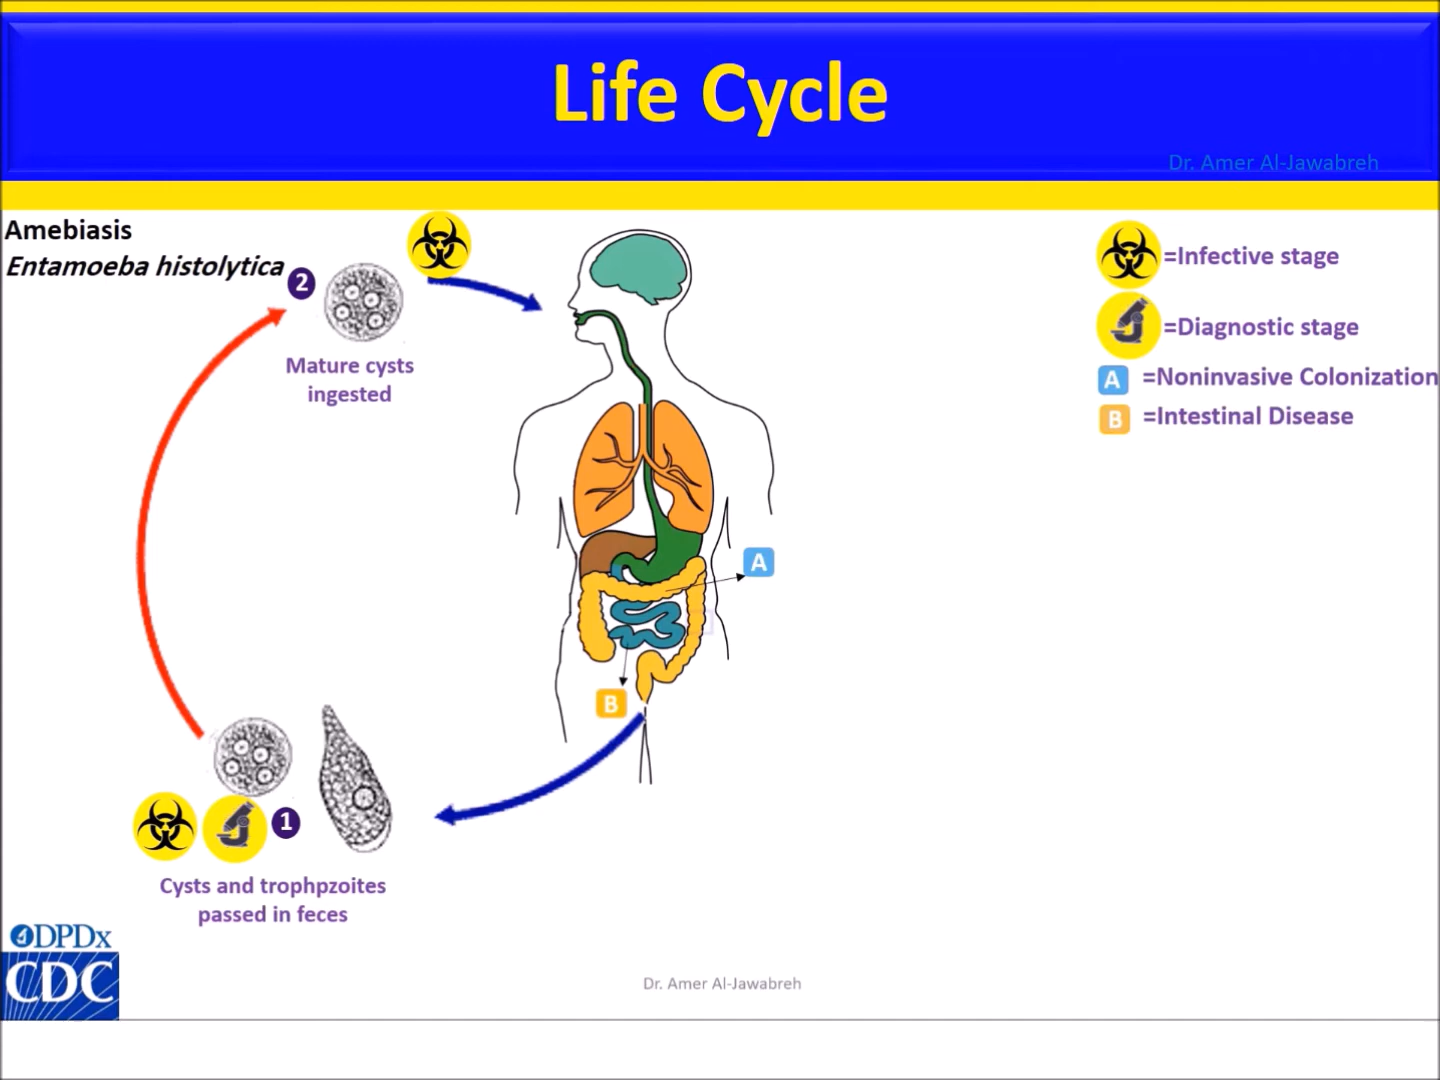 Life Cycle
Dr. Amer Al-Jawabreh
Amebiasis
Entamoeba histolytica
2
Mature cysts
ingested
=Infective stage
=Diagnostic stage
A =Noninvasive Colonization
B =Intestinal Disease
A
B
1
Cysts and trophpzoites
passed in feces
DPDx
CDC
Dr. Amer Al-Jawabreh